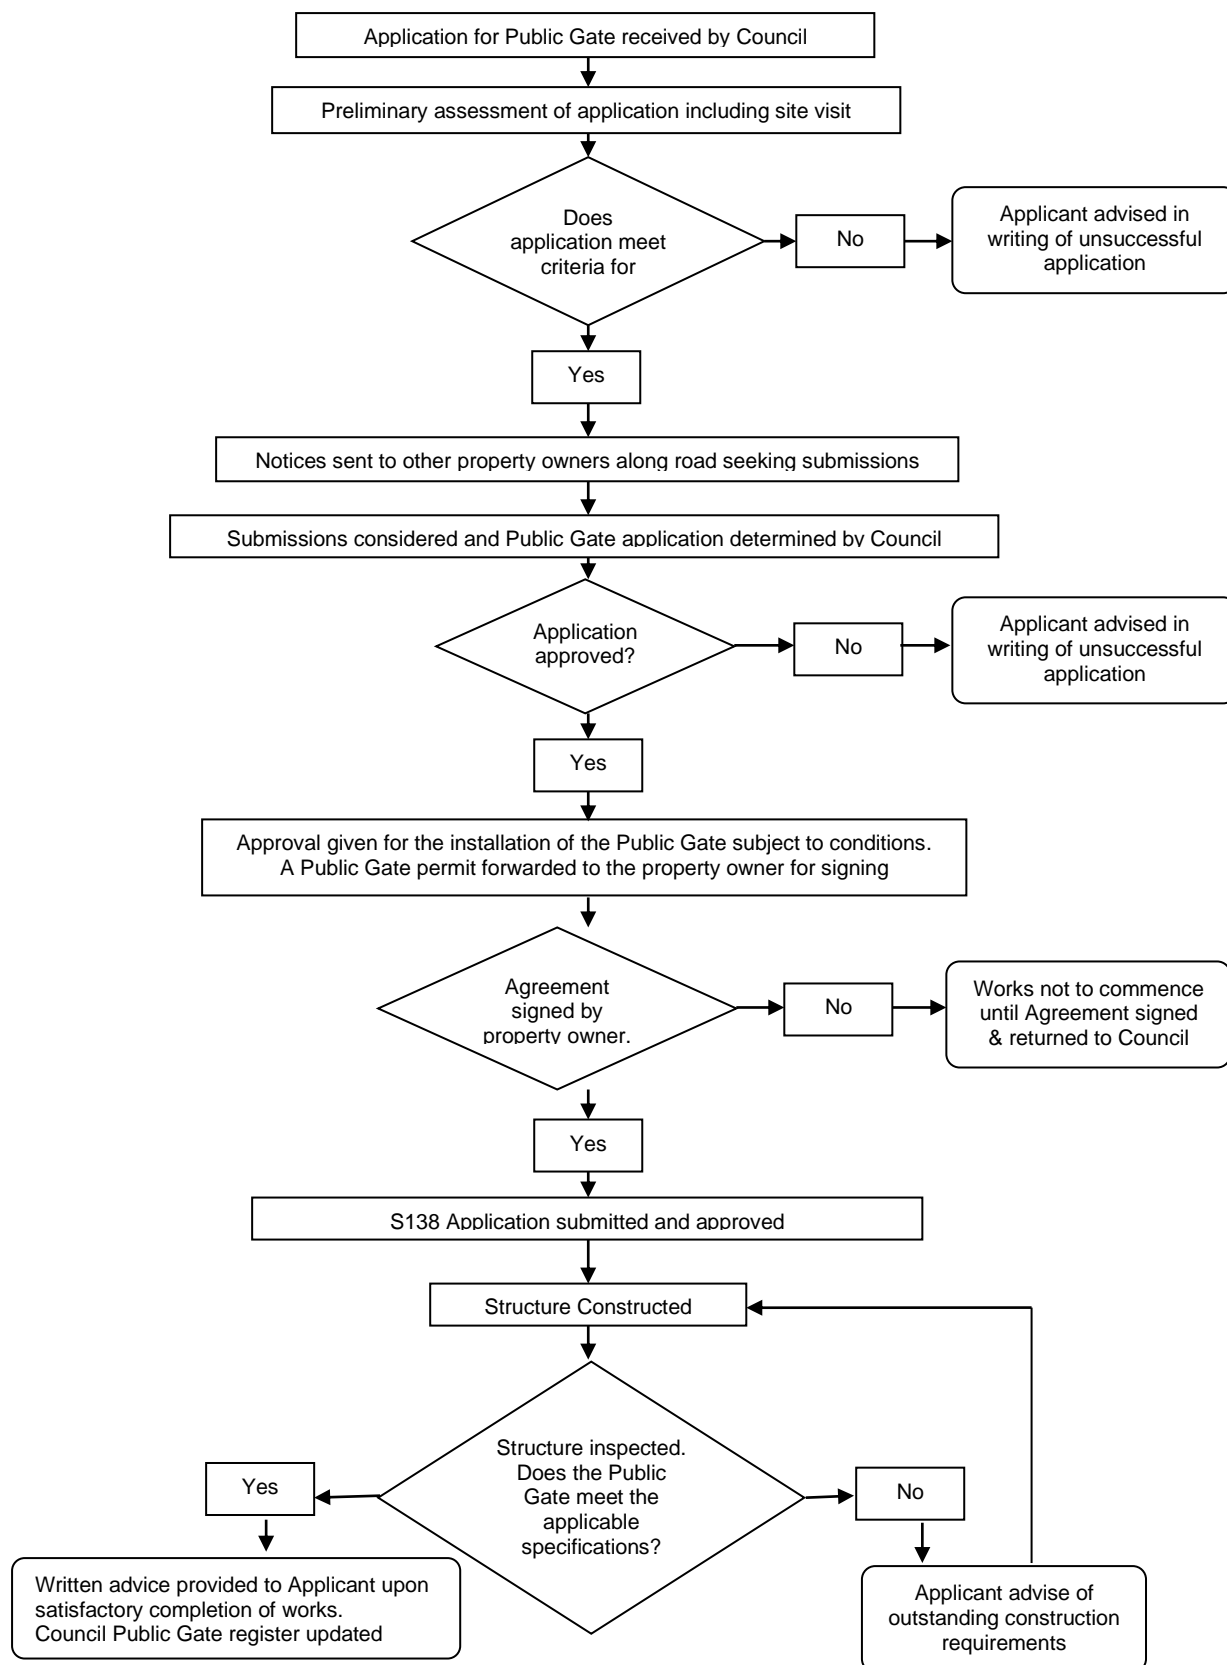 Application for Public Gate received by Council
Preliminary assessment of application including site visit
Does
application meet
criteria for
No
Applicant advised in
writing of unsuccessful
application
Yes
Notices sent to other property owners along road seeking submissions
Submissions considered and Public Gate application determined by Council
Application
approved?
No
Applicant advised in
writing of unsuccessful
application
Yes
Approval given for the installation of the Public Gate subject to conditions.
A Public Gate permit forwarded to the property owner for signing
Agreement
signed by
property owner.
No
Works not to commence
until Agreement signed
& returned to Council
Yes
S138 Application submitted and approved
Structure Constructed
Structure inspected.
Does the Public
Gate meet the
applicable
specifications?
Yes
No
Written advice provided to Applicant upon
satisfactory completion of works.
Council Public Gate register updated
Applicant advise of
outstanding construction
requirements